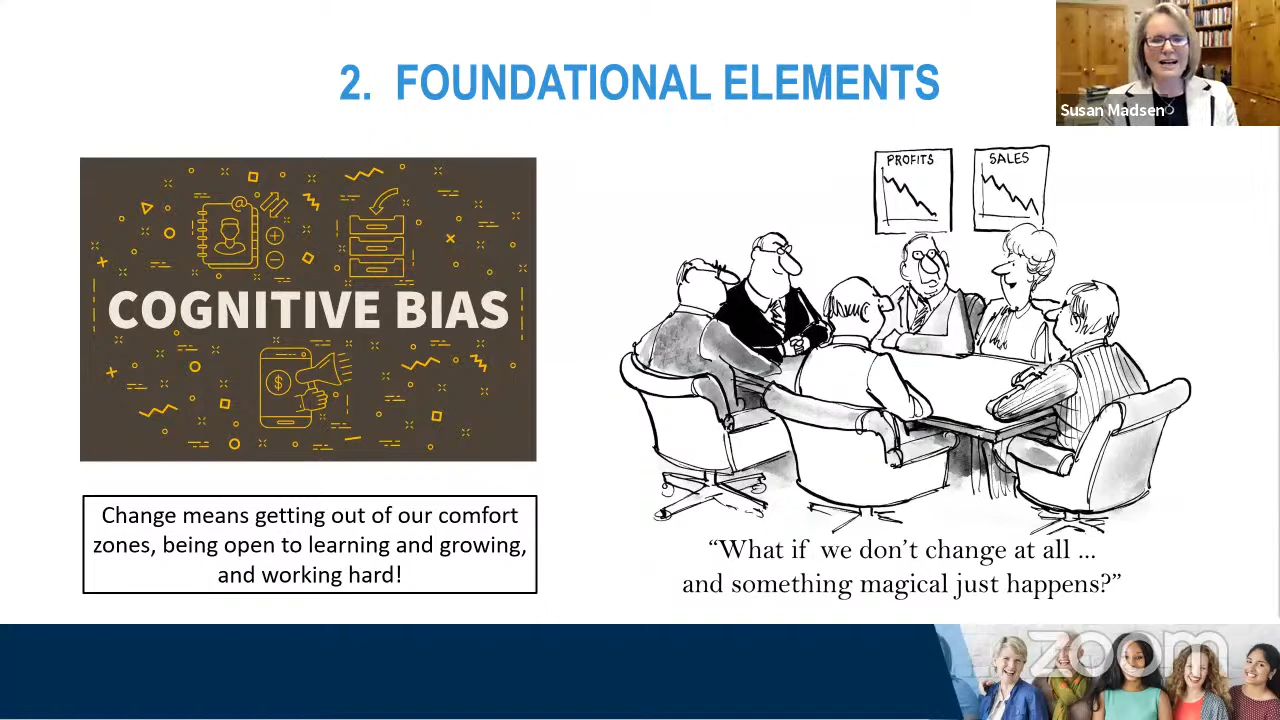 2. FOUNDATIONAL ELEMENTS
Susan Madsen
COGNITIVE BIAS
PROFITS
SALES
Change means getting out of our comfort
zones, being open to learning and growing,
and working hard!
“What if we don’t change at all ...
and something magical just happens?”
zoom